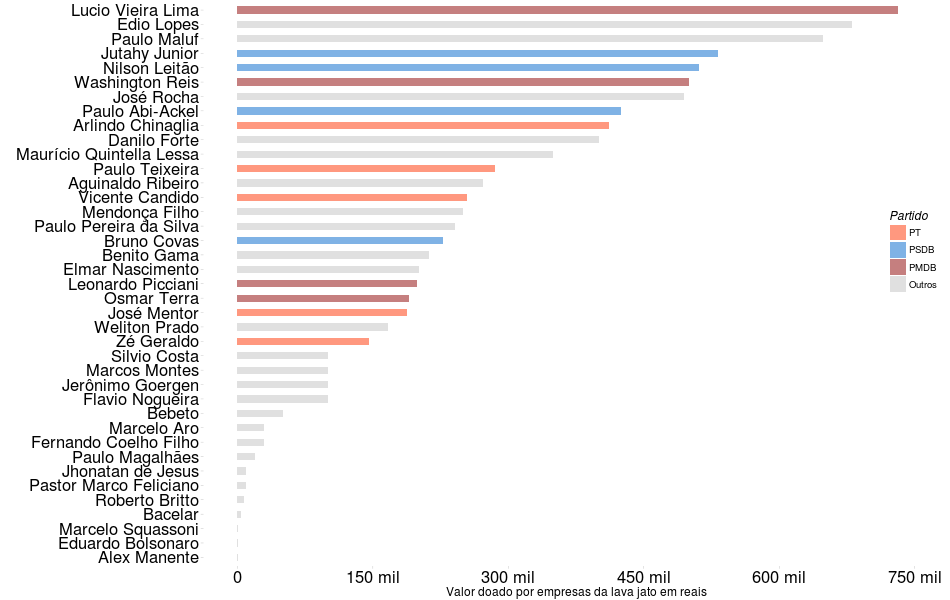 Lucio Vieira Lima
Edio Lopes
Paulo Maluf
Jutahy Junior
Nilson Leitão
Washington Reis
José Rocha
Paulo Abi-Ackel
Arlindo Chinaglia
Danilo Forte
Maurício Quintella Lessa
Paulo Teixeira
Aguinaldo Ribeiro
Vicente Candido
Mendonça Filho
Paulo Pereira da Silva
Bruno Covas
Benito Gama
Elmar Nascimento
Leonardo Picciani
Osmar Terra
José Mentor
Weliton Prado
Zé Geraldo
Silvio Costa
Marcos Montes
Jerônimo Goergen
Flavio Nogueira
Bebeto
Marcelo Aro
Fernando Coelho Filho
Paulo Magalhães
Jhonatan de Jesus
Pastor Marco Feliciano
Roberto Britto
Bacelar
Marcelo Squassoni
Eduardo Bolsonaro
Alex Manente
0 150 mil 300 mil 450 mil 600 mil 750 mil
Valor doado por empresas da lava jato em reais
Partido
PT
PSDB
PMDB
Outros